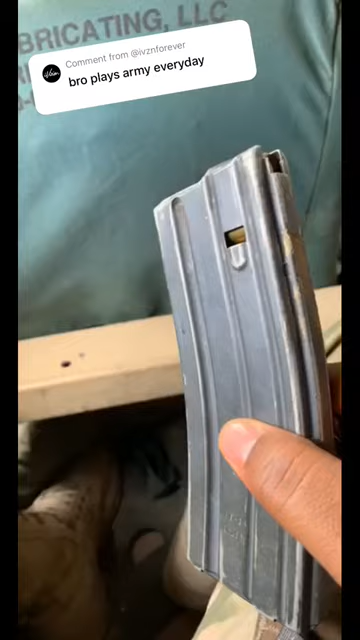 BRICATING, LLC
Comment from @ivznforever
bro plays army everyday